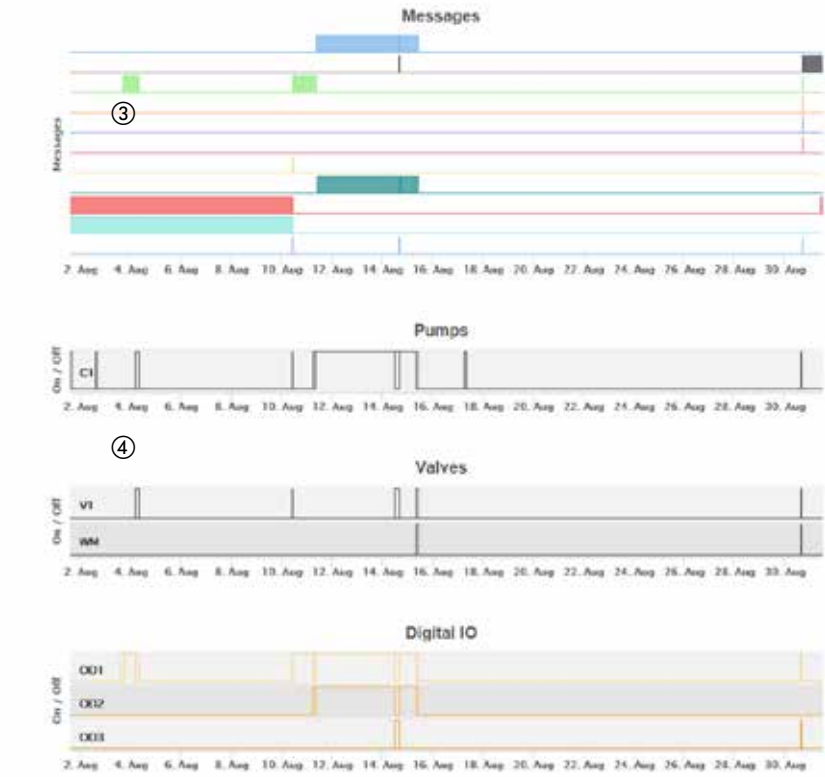 Messages
③
Messages
2. Aug 4. Aug 6. Aug 8. Aug 10. Aug 12. Aug 14. Aug 16. Aug 18. Aug 20. Aug 22. Aug 24. Aug 26. Aug 28. Aug 30. Aug
Pumps
On / Off
C1
2. Aug 4. Aug 6. Aug 8. Aug 10. Aug 12. Aug 14. Aug 16. Aug 18. Aug 20. Aug 22. Aug 24. Aug 26. Aug 28. Aug 30. Aug
④
Valves
On / Off
V1
WM
2. Aug 4. Aug 6. Aug 8. Aug 10. Aug 12. Aug 14. Aug 16. Aug 18. Aug 20. Aug 22. Aug 24. Aug 26. Aug 28. Aug 30. Aug
Digital IO
On / Off
OO1
OO2
OO3
2. Aug 4. Aug 6. Aug 8. Aug 10. Aug 12. Aug 14. Aug 16. Aug 18. Aug 20. Aug 22. Aug 24. Aug 26. Aug 28. Aug 30. Aug